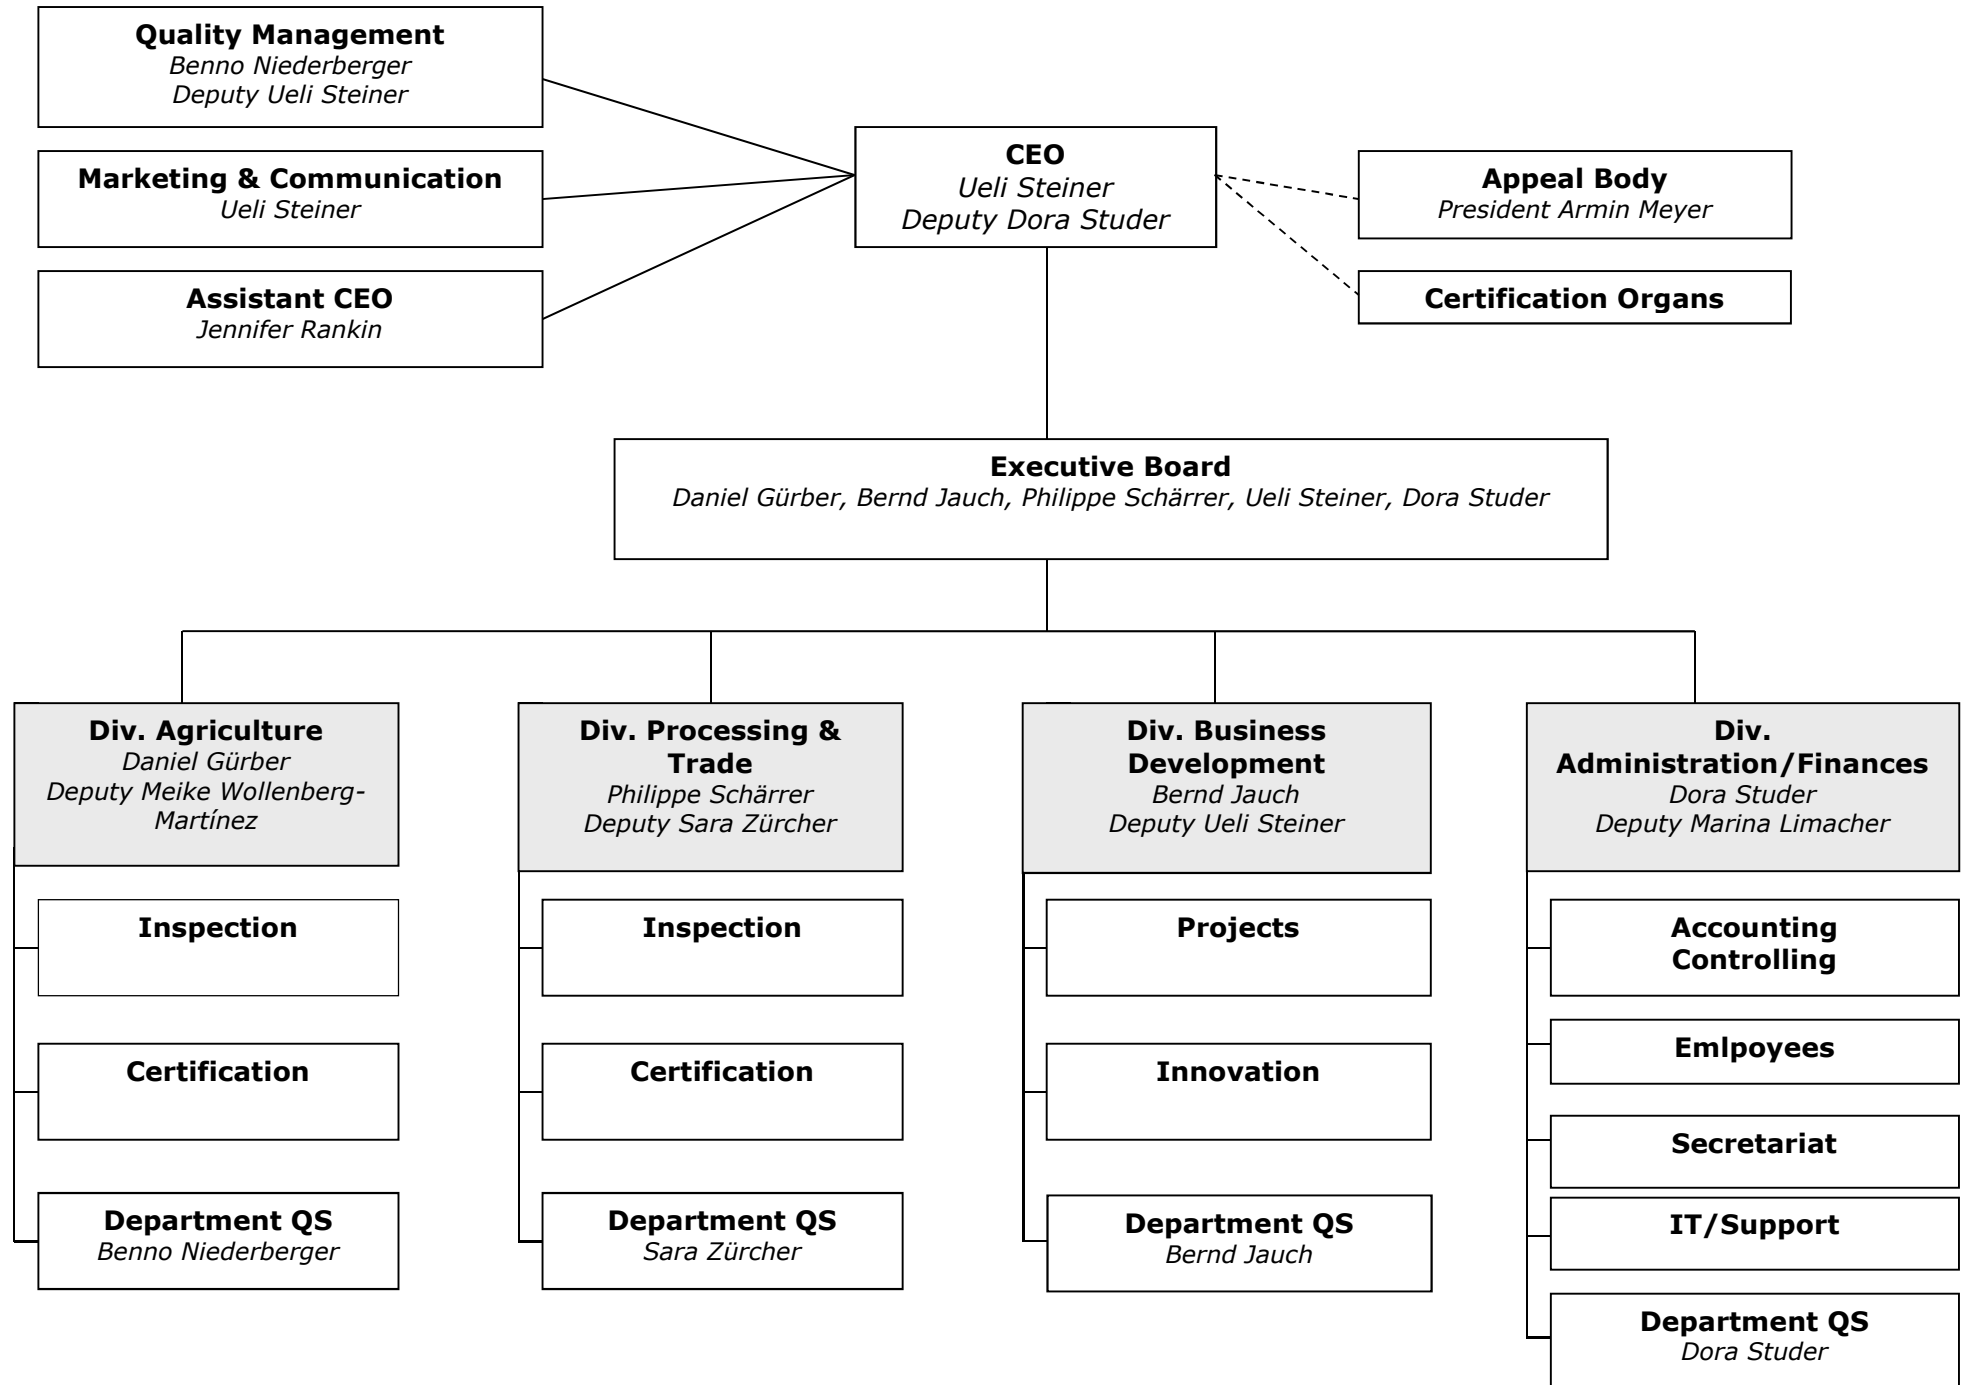 Quality Management
Benno Niederberger
Deputy Ueli Steiner
Marketing & Communication
Ueli Steiner
Assistant CEO
Jennifer Rankin
CEO
Ueli Steiner
Deputy Dora Studer
Appeal Body
President Armin Meyer
Certification Organs
Executive Board
Daniel Gürber, Bernd Jauch, Philippe Schärrer, Ueli Steiner, Dora Studer
Div. Agriculture
Daniel Gürber
Deputy Meike Wollenberg-
Martínez
Inspection
Certification
Department QS
Benno Niederberger
Div. Processing &
Trade
Philippe Schärrer
Deputy Sara Zürcher
Inspection
Certification
Department QS
Sara Zürcher
Div. Business
Development
Bernd Jauch
Deputy Ueli Steiner
Projects
Innovation
Department QS
Bernd Jauch
Div.
Administration/Finances
Dora Studer
Deputy Marina Limacher
Accounting
Controlling
Emlpoyees
Secretariat
IT/Support
Department QS
Dora Studer